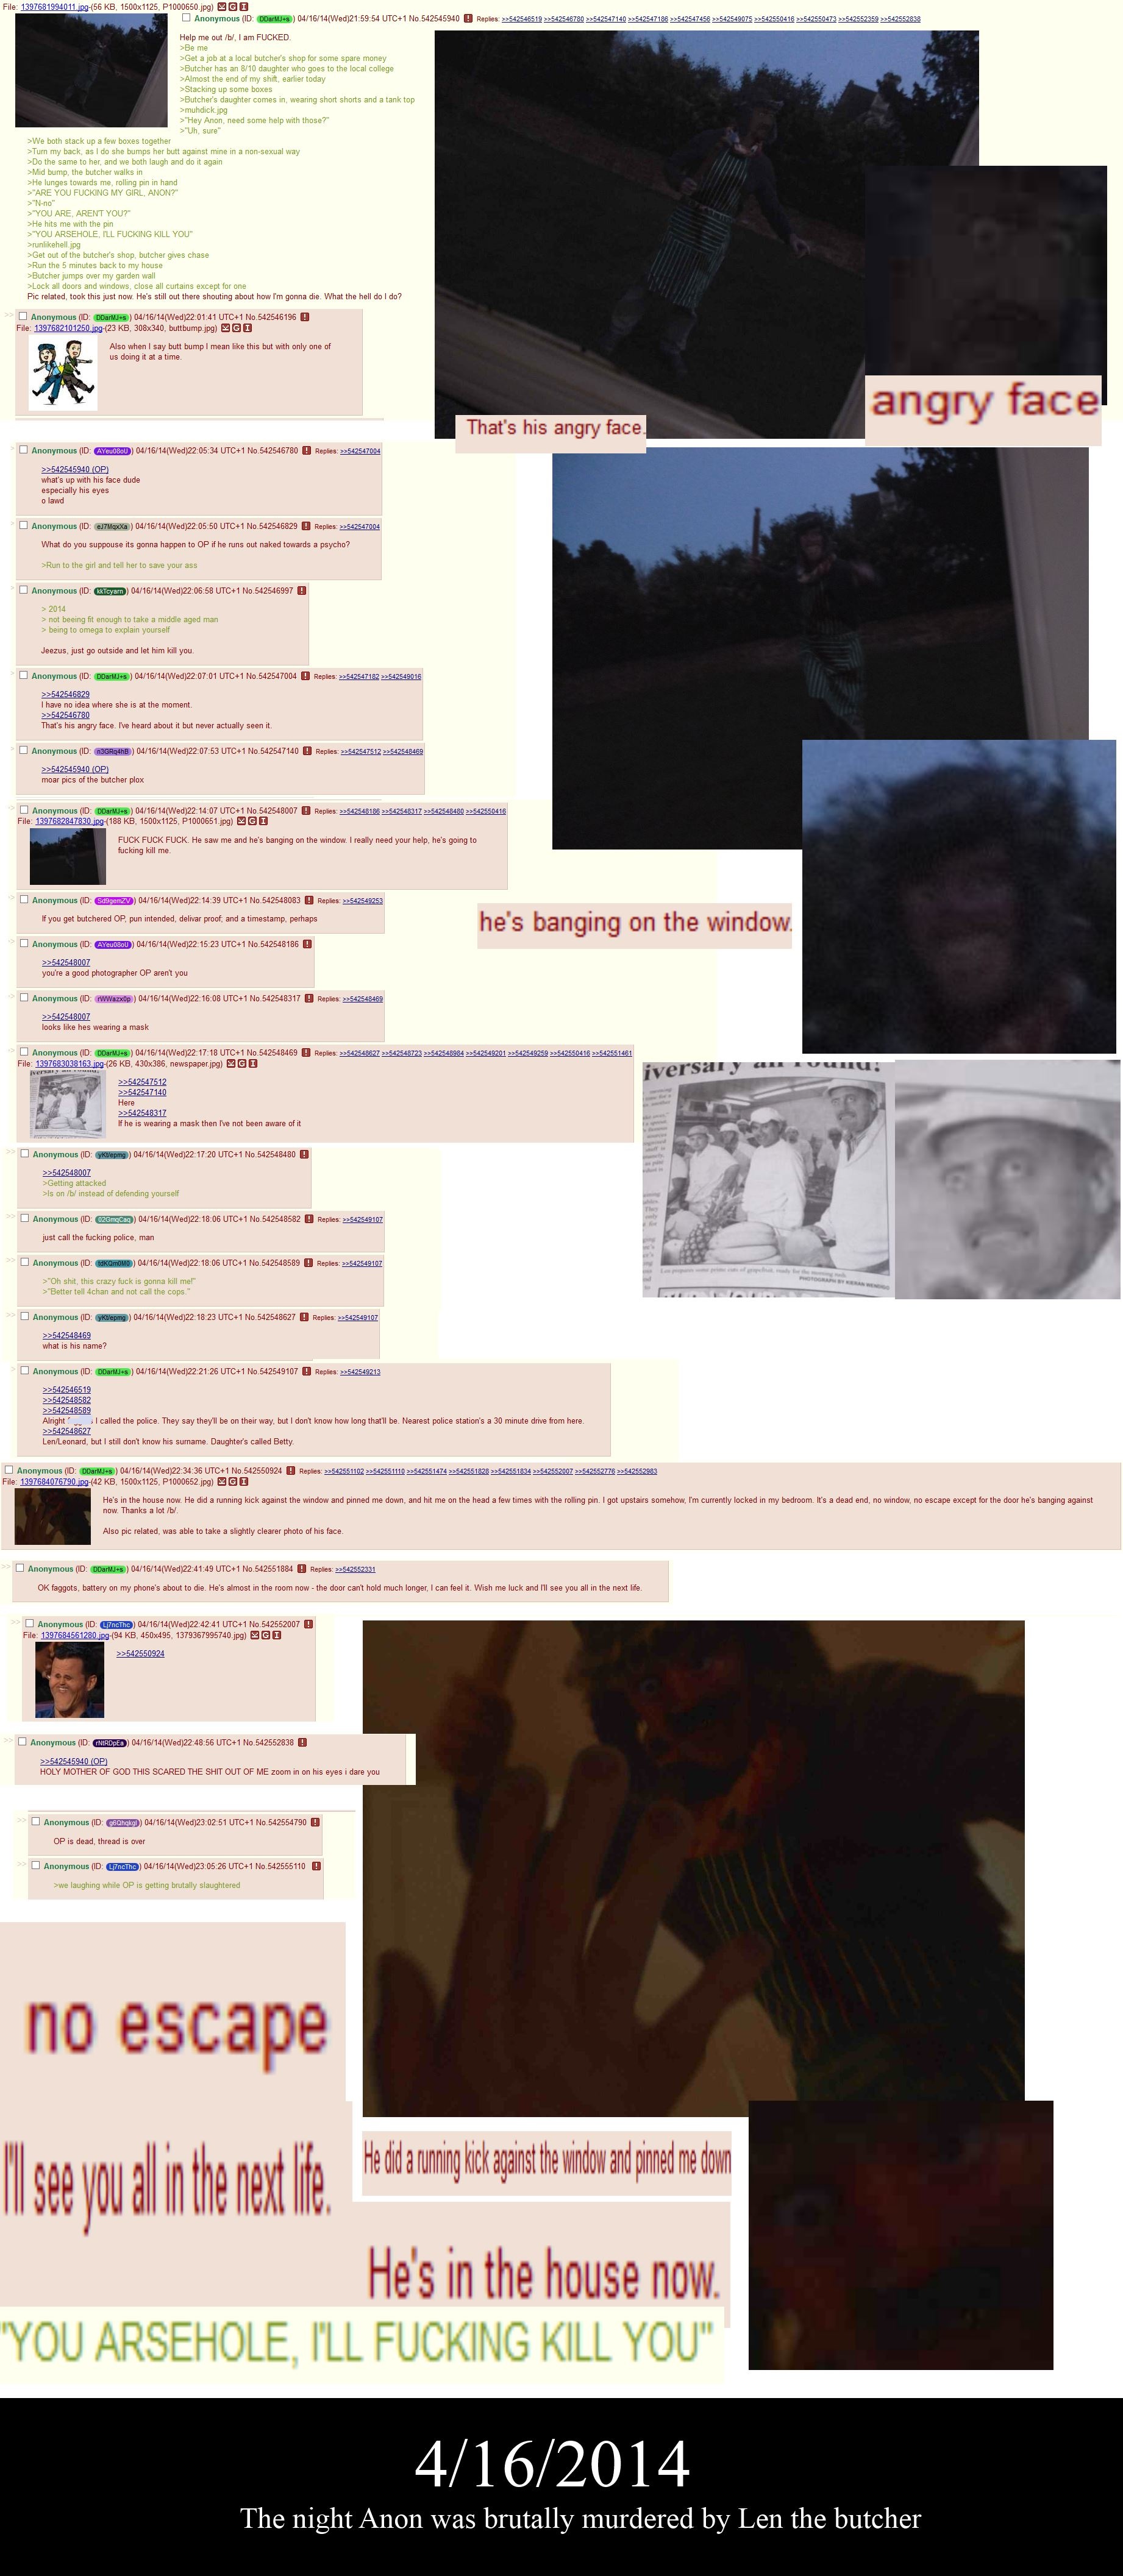 File: 1397681994011.jpg-(56 KB, 1500x1125, P1000650.jpg)
Anonymous (ID: DDarMJ+s) 04/16/14(Wed)21:59:54 UTC+1 No.542545940 Replies: >>542546519 >>542546780 >>542547140 >>542547186 >>542547456 >>542549075 >>542550416 >>542550473 >>542552359 >>542552838
Help me out /b/, I am FUCKED.
>Be me
>Get a job at a local butcher's shop for some spare money
>Butcher has an 8/10 daughter who goes to the local college
>Almost the end of my shift, earlier today
>Stacking up some boxes
>Butcher's daughter comes in, wearing short shorts and a tank top
>muhdick.jpg
>"Hey Anon, need some help with those?"
>"Uh, sure"
>We both stack up a few boxes together
>Turn my back, as I do she bumps her butt against mine in a non-sexual way
>Do the same to her, and we both laugh and do it again
>Mid bump, the butcher walks in
>He lunges towards me, rolling pin in hand
>"ARE YOU FUCKING MY GIRL, ANON?"
>"N-no"
>"YOU ARE, AREN'T YOU?"
>He hits me with the pin
>"YOU ARSEHOLE, I'LL FUCKING KILL YOU"
>runlikehell.jpg
>Get out of the butcher's shop, butcher gives chase
>Run the 5 minutes back to my house
>Butcher jumps over my garden wall
>Lock all doors and windows, close all curtains except for one
Pic related, took this just now. He's still out there shouting about how I'm gonna die. What the hell do I do?
Anonymous (ID: DDarMJ+s) 04/16/14(Wed)22:01:41 UTC+1 No.542546196
File: 1397682101250.jpg-(23 KB, 308x340, buttbump.jpg)
Also when I say butt bump I mean like this but with only one of
us doing it at a time.
angry face
That's his angry face.
Anonymous (ID: AYeu08oU) 04/16/14(Wed)22:05:34 UTC+1 No.542546780 Replies: >>542547004
>>542545940 (OP)
what's up with his face dude
especially his eyes
o lawd
Anonymous (ID: eJ7MqxXa) 04/16/14(Wed)22:05:50 UTC+1 No.542546829 Replies: >>542547004
What do you suppouse its gonna happen to OP if he runs out naked towards a psycho?
>Run to the girl and tell her to save your ass
Anonymous (ID: kkTcyarn) 04/16/14(Wed)22:06:58 UTC+1 No.542546997
> 2014
> not beeing fit enough to take a middle aged man
> being to omega to explain yourself
Jeezus, just go outside and let him kill you.
Anonymous (ID: DDarMJ+s) 04/16/14(Wed)22:07:01 UTC+1 No.542547004 Replies: >>542547182 >>542549016
>>542546829
I have no idea where she is at the moment.
>>542546780
That's his angry face. I've heard about it but never actually seen it.
Anonymous (ID: n3GRq4hB) 04/16/14(Wed)22:07:53 UTC+1 No.542547140 Replies: >>542547512 >>542548469
>>542545940 (OP)
moar pics of the butcher plox
Anonymous (ID: DDarMJ+s) 04/16/14(Wed)22:14:07 UTC+1 No.542548007 Replies: >>542548186 >>542548317 >>542548480 >>542550416
File: 1397682847830.jpg-(188 KB, 1500x1125, P1000651.jpg)
FUCK FUCK FUCK. He saw me and he's banging on the window. I really need your help, he's going to
fucking kill me.
Anonymous (ID: Sd9gemZV) 04/16/14(Wed)22:14:39 UTC+1 No.542548083 Replies: >>542549253
If you get butchered OP, pun intended, delivar proof, and a timestamp, perhaps
he's banging on the window.
Anonymous (ID: AYeu08oU) 04/16/14(Wed)22:15:23 UTC+1 No.542548186
>>542548007
you're a good photographer OP aren't you
Anonymous (ID: rWWazx0p) 04/16/14(Wed)22:16:08 UTC+1 No.542548317 Replies: >>542548469
>>542548007
looks like hes wearing a mask
Anonymous (ID: DDarMJ+s) 04/16/14(Wed)22:17:18 UTC+1 No.542548469 Replies: >>542548627 >>542548723 >>542548984 >>542549201 >>542549259 >>542550416 >>542551461
File: 1397683038163.jpg-(26 KB, 430x386, newspaper.jpg)
>>542547512
>>542547140
Here
>>542548317
If he is wearing a mask then I've not been aware of it
iversary all round!
PHOTOGRAPH BY KIERAN
Anonymous (ID: yKl/epmg) 04/16/14(Wed)22:17:20 UTC+1 No.542548480
>>542548007
>Getting attacked
>Is on /b/ instead of defending yourself
Anonymous (ID: 02GmqCag) 04/16/14(Wed)22:18:06 UTC+1 No.542548582 Replies: >>542549107
just call the fucking police, man
Anonymous (ID: tdKQm0M0) 04/16/14(Wed)22:18:06 UTC+1 No.542548589 Replies: >>542549107
>"Oh shit, this crazy fuck is gonna kill me!"
>"Better tell 4chan and not call the cops."
Anonymous (ID: yKl/epmg) 04/16/14(Wed)22:18:23 UTC+1 No.542548627 Replies: >>542549107
>>542548469
what is his name?
Anonymous (ID: DDarMJ+s) 04/16/14(Wed)22:21:26 UTC+1 No.542549107 Replies: >>542549213
>>542546519
>>542548582
>>542548589
Alright I called the police. They say they'll be on their way, but I don't know how long that'll be. Nearest police station's a 30 minute drive from here.
>>542548627
Len/Leonard, but I still don't know his surname. Daughter's called Betty.
Anonymous (ID: DDarMJ+s) 04/16/14(Wed)22:34:36 UTC+1 No.542550924 Replies: >>542551102 >>542551110 >>542551474 >>542551828 >>542551834 >>542552007 >>542552776 >>542552983
File: 1397684076790.jpg-(42 KB, 1500x1125, P1000652.jpg)
He's in the house now. He did a running kick against the window and pinned me down, and hit me on the head a few times with the rolling pin. I got upstairs somehow, I'm currently locked in my bedroom. It's a dead end, no window, no escape except for the door he's banging against
now. Thanks a lot /b/.
Also pic related, was able to take a slightly clearer photo of his face.
Anonymous (ID: DDarMJ+s) 04/16/14(Wed)22:41:49 UTC+1 No.542551884 Replies: >>542552331
OK faggots, battery on my phone's about to die. He's almost in the room now - the door can't hold much longer, I can feel it. Wish me luck and I'll see you all in the next life.
Anonymous (ID: Lj7ncThc) 04/16/14(Wed)22:42:41 UTC+1 No.542552007
File: 1397684561280.jpg-(94 KB, 450x495, 1379367995740.jpg)
>>542550924
Anonymous (ID: rNtRDpEa) 04/16/14(Wed)22:48:56 UTC+1 No.542552838
>>542545940 (OP)
HOLY MOTHER OF GOD THIS SCARED THE SHIT OUT OF ME zoom in on his eyes i dare you
Anonymous (ID: g6Qhqkgl) 04/16/14(Wed)23:02:51 UTC+1 No.542554790
OP is dead, thread is over
Anonymous (ID: Lj7ncThc) 04/16/14(Wed)23:05:26 UTC+1 No.542555110
>we laughing while OP is getting brutally slaughtered
no escape
I'll see you all in the next life.
He did a running kick against the window and pinned me down
He's in the house now.
"YOU ARSEHOLE, I'LL FUCKING KILL YOU"
4/16/2014
The night Anon was brutally murdered by Len the butcher